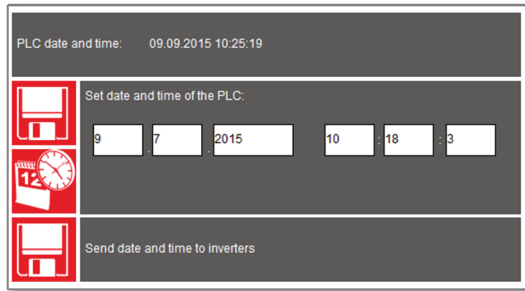 PLC date and time: 09.09.2015 10:25:19
Set date and time of the PLC:
9 . 7 . 2015 10 : 18 : 3
12
Send date and time to inverters